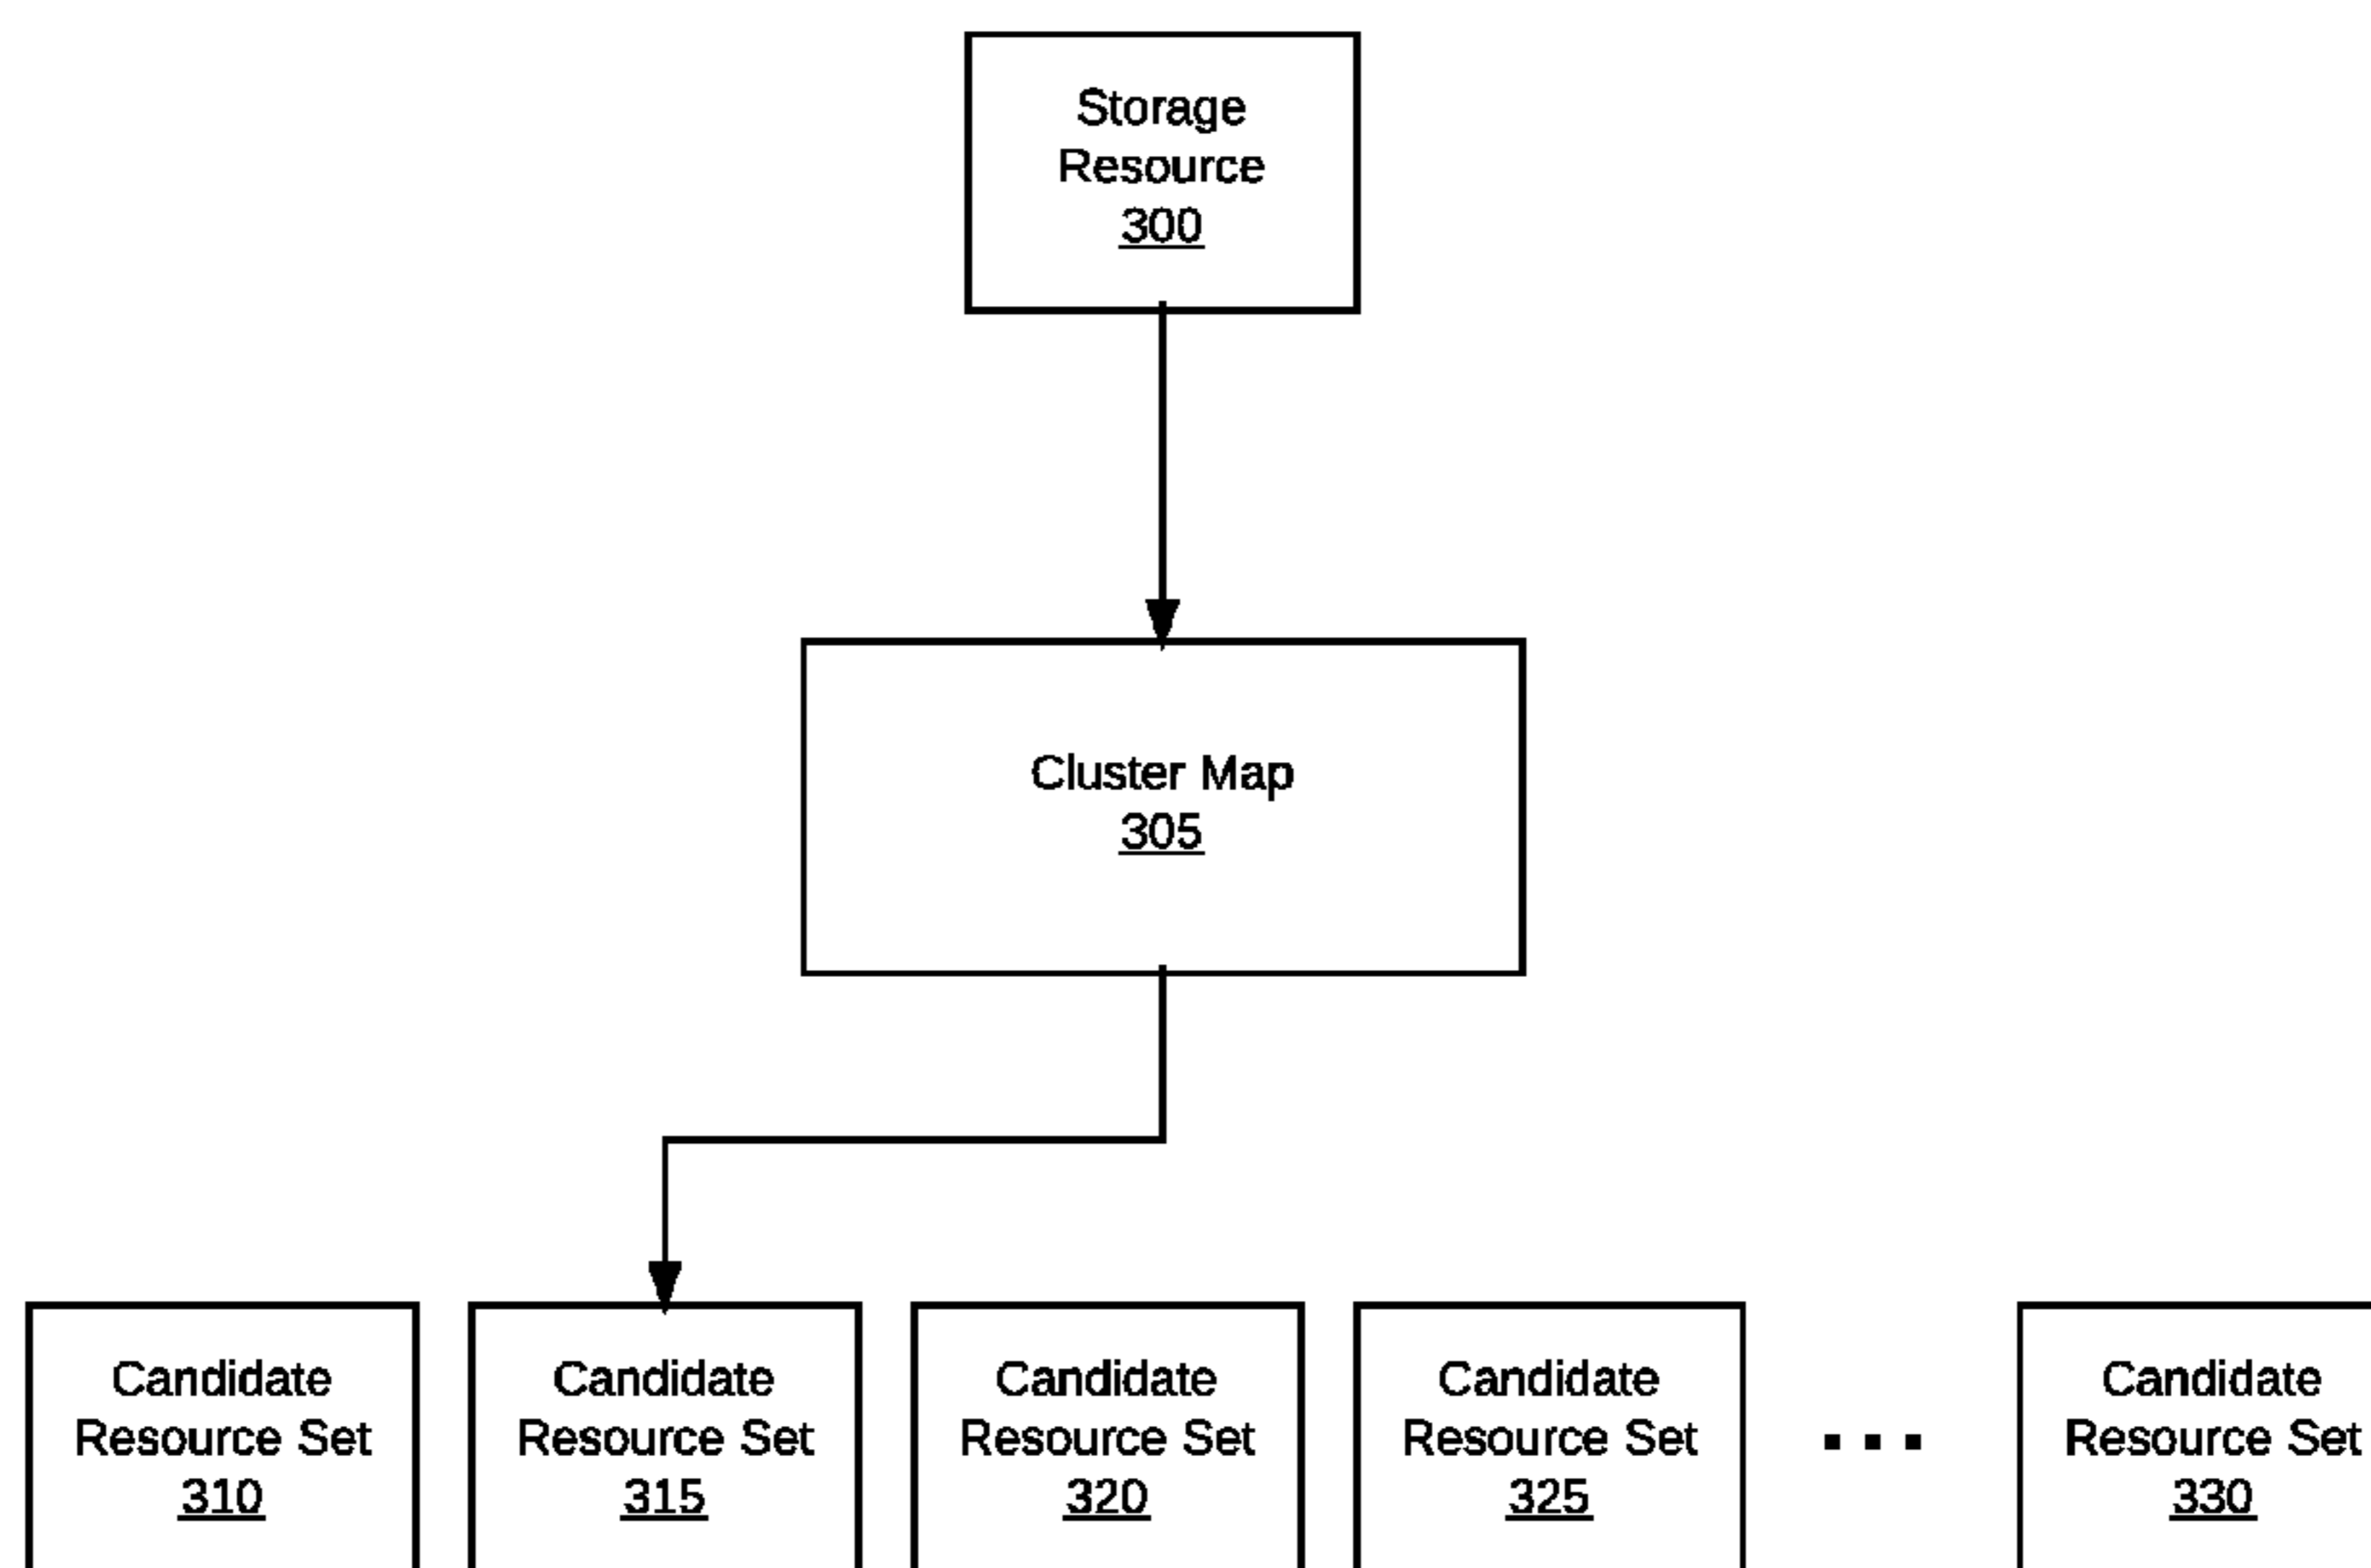 Storage
Resource
300
Cluster Map
305
Candidate
Resource Set
310
Candidate
Resource Set
315
Candidate
Resource Set
320
Candidate
Resource Set
325
...
Candidate
Resource Set
330